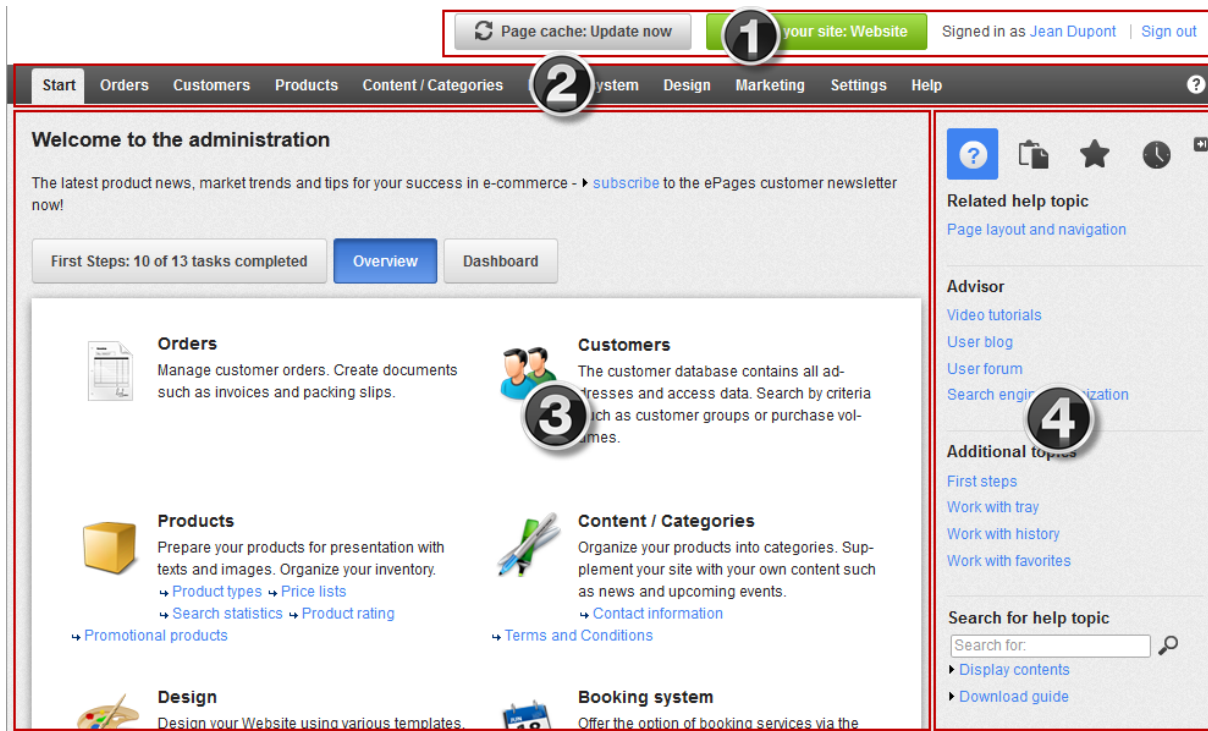 Page cache: Update now
your site: Website
Signed in as Jean Dupont | Sign out
1
Start Orders Customers Products Content / Categories Design Marketing Settings Help
2
Welcome to the administration
The latest product news, market trends and tips for your success in e-commerce - subscribe to the ePages customer newsletter
now!
First Steps: 10 of 13 tasks completed
Overview
Dashboard
Orders
Manage customer orders. Create documents
such as invoices and packing slips.
Customers
The customer database contains all ad-
dresses and access data. Search by criteria
such as customer groups or purchase vol-
umes.
3
Products
Prepare your products for presentation with
texts and images. Organize your inventory.
Product types Price lists
Search statistics Product rating
Promotional products
Content / Categories
Organize your products into categories. Sup-
plement your site with your own content such
as news and upcoming events.
Contact information
Terms and Conditions
Design
Design your Website using various templates.
Booking system
JUN
18
Offer the option of booking services via the
Related help topic
Page layout and navigation
Advisor
Video tutorials
User blog
User forum
Search engine
4
Additional topics
First steps
Work with tray
Work with history
Work with favorites
Search for help topic
Search for:
Display contents
Download guide